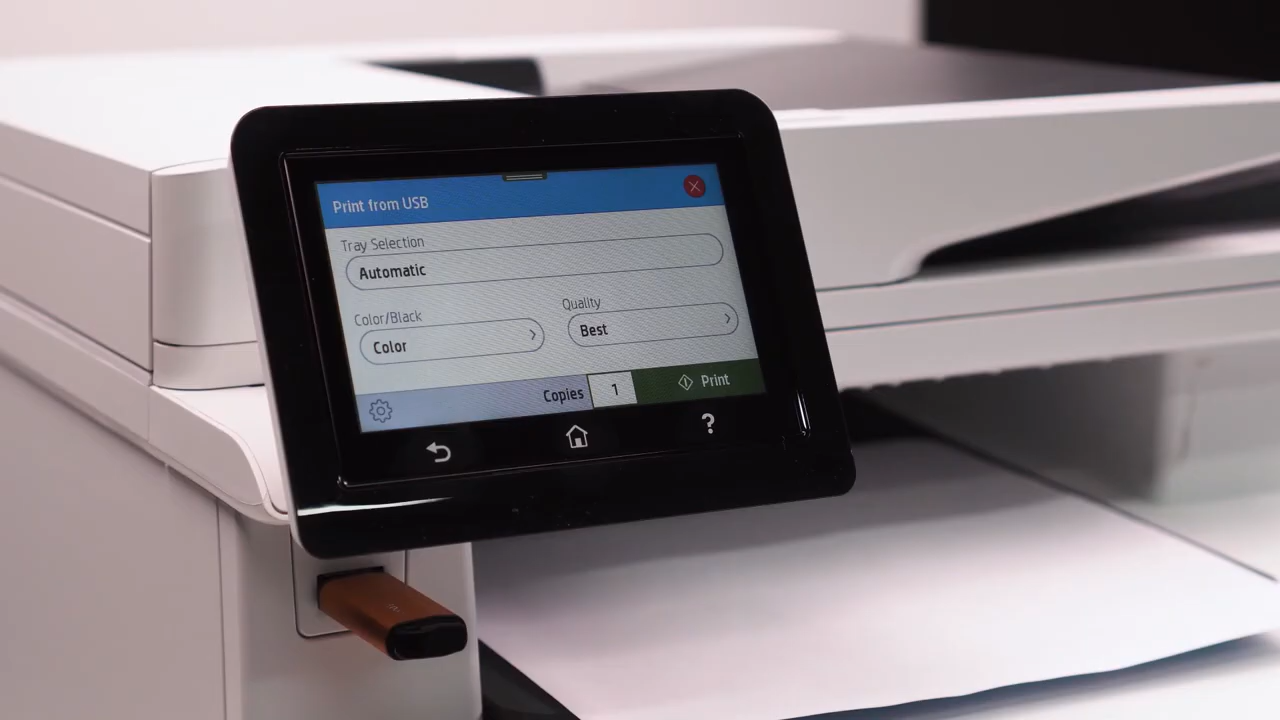 Print from USB
Tray Selection
Automatic
Color/Black
Quality
Color
Best
Copies
1
Print
?